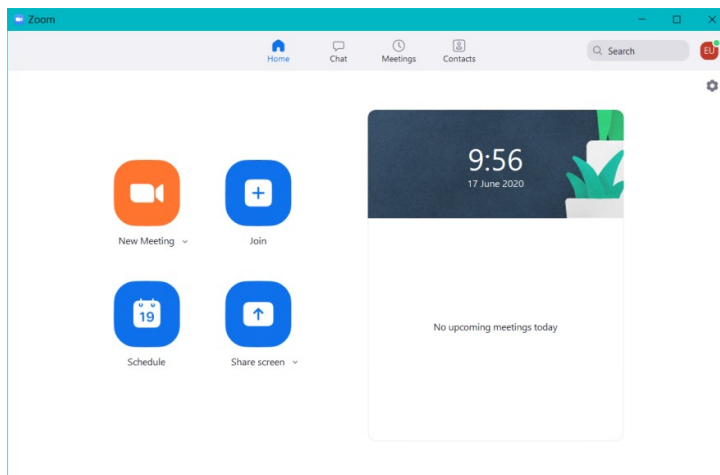 Zoom
Home
Chat
Meetings
Contacts
Search
EU
9:56
17 June 2020
New Meeting
Join
19
Schedule
Share screen
No upcoming meetings today